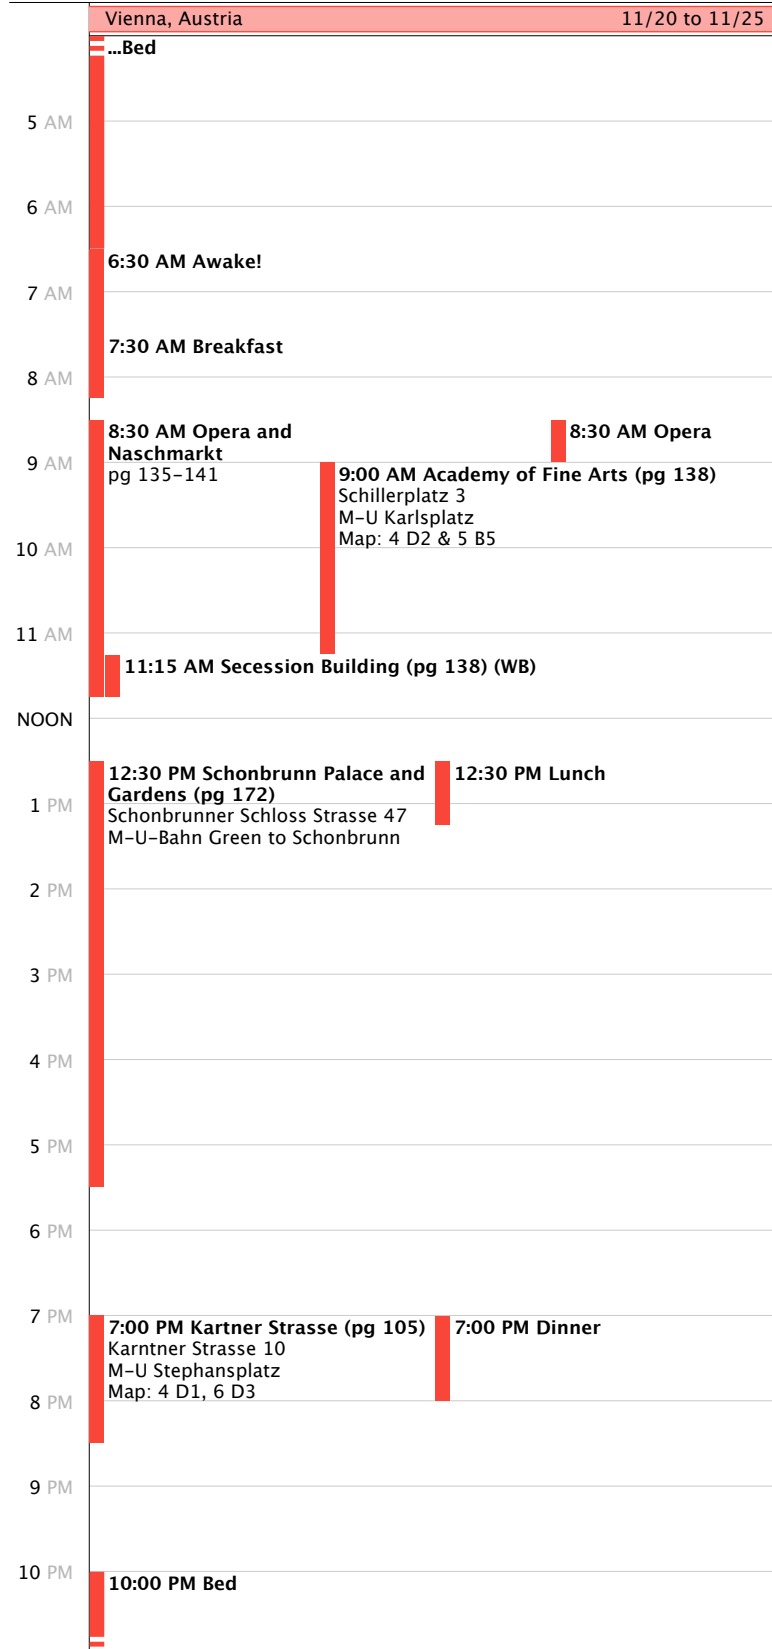 Vienna, Austria 11/20 to 11/25
...Bed
5 AM
6 AM
6:30 AM Awake!
7 AM
7:30 AM Breakfast
8 AM
8:30 AM Opera and
Naschmarkt
pg 135-141
8:30 AM Opera
9 AM
9:00 AM Academy of Fine Arts (pg 138)
Schillerplatz 3
M-U Karlsplatz
Map: 4 D2 & 5 B5
10 AM
11 AM
11:15 AM Secession Building (pg 138) (WB)
NOON
12:30 PM Schonbrunn Palace and
Gardens (pg 172)
Schonbrunner Schloss Strasse 47
M-U-Bahn Green to Schonbrunn
12:30 PM Lunch
1 PM
2 PM
3 PM
4 PM
5 PM
6 PM
7 PM
7:00 PM Kartner Strasse (pg 105)
Karntner Strasse 10
M-U Stephansplatz
Map: 4 D1, 6 D3
7:00 PM Dinner
8 PM
9 PM
10 PM
10:00 PM Bed